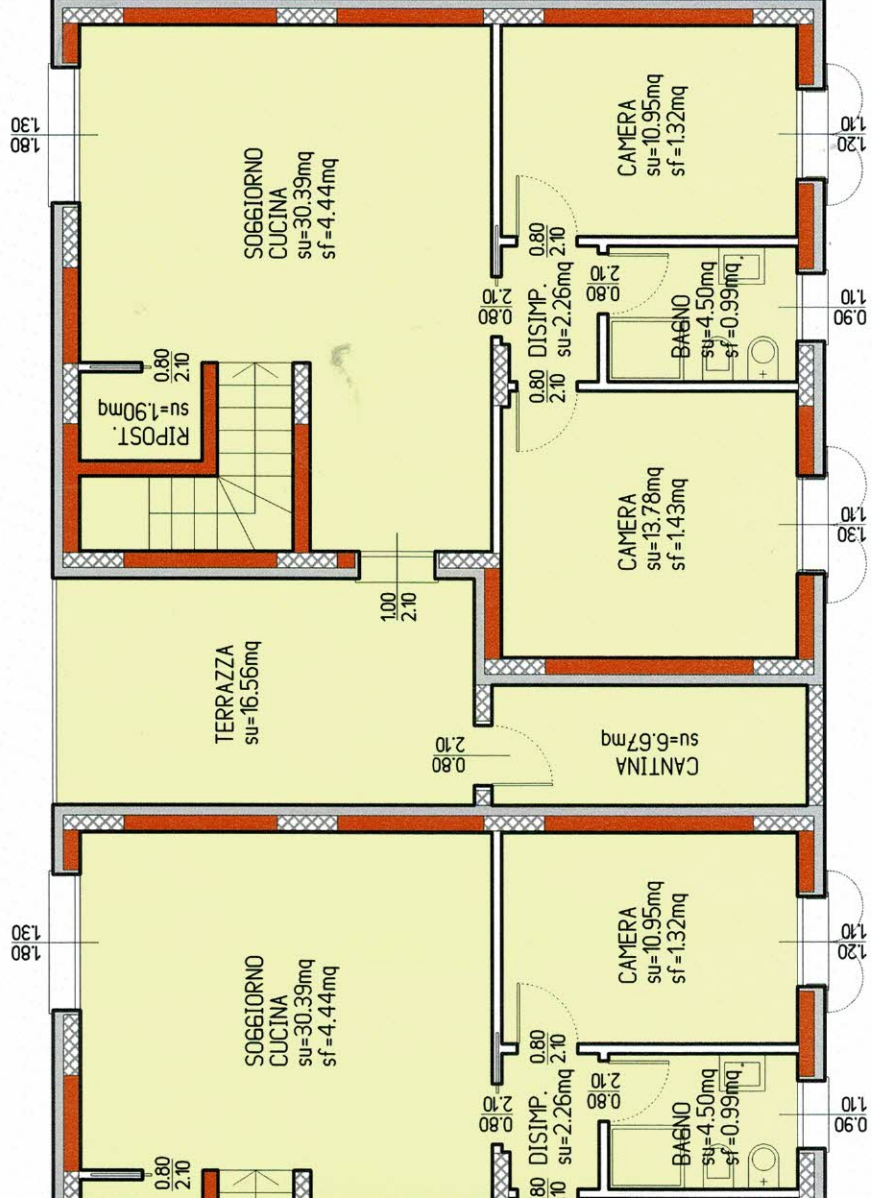 SOGGIORNO
CUCINA
su=30.39mq
sf=4.44mq
CAMERA
su=10.95mq
sf=1.32mq
1.30
1.80
1.10
1.20
0.80
2.10
DISIMP.
su=2.26mq
0.80
2.10
0.80
2.10
0.80
2.10
BAGNO
su=4.50mq
sf=0.99mq.
1.10
0.90
0.80
2.10
RIPOST.
su=1.90mq
CAMERA
su=13.78mq
sf=1.43mq
1.10
1.30
1.00
2.10
TERRAZZA
su=16.56mq
0.80
2.10
CANTINA
su=6.67mq
SOGGIORNO
CUCINA
su=30.39mq
sf=4.44mq
CAMERA
su=10.95mq
sf=1.32mq
1.30
1.80
1.10
1.20
0.80
2.10
DISIMP.
su=2.26mq
0.80
2.10
0.80
2.10
BAGNO
su=4.50mq
sf=0.99mq.
1.10
0.90
0.80
2.10
80
10